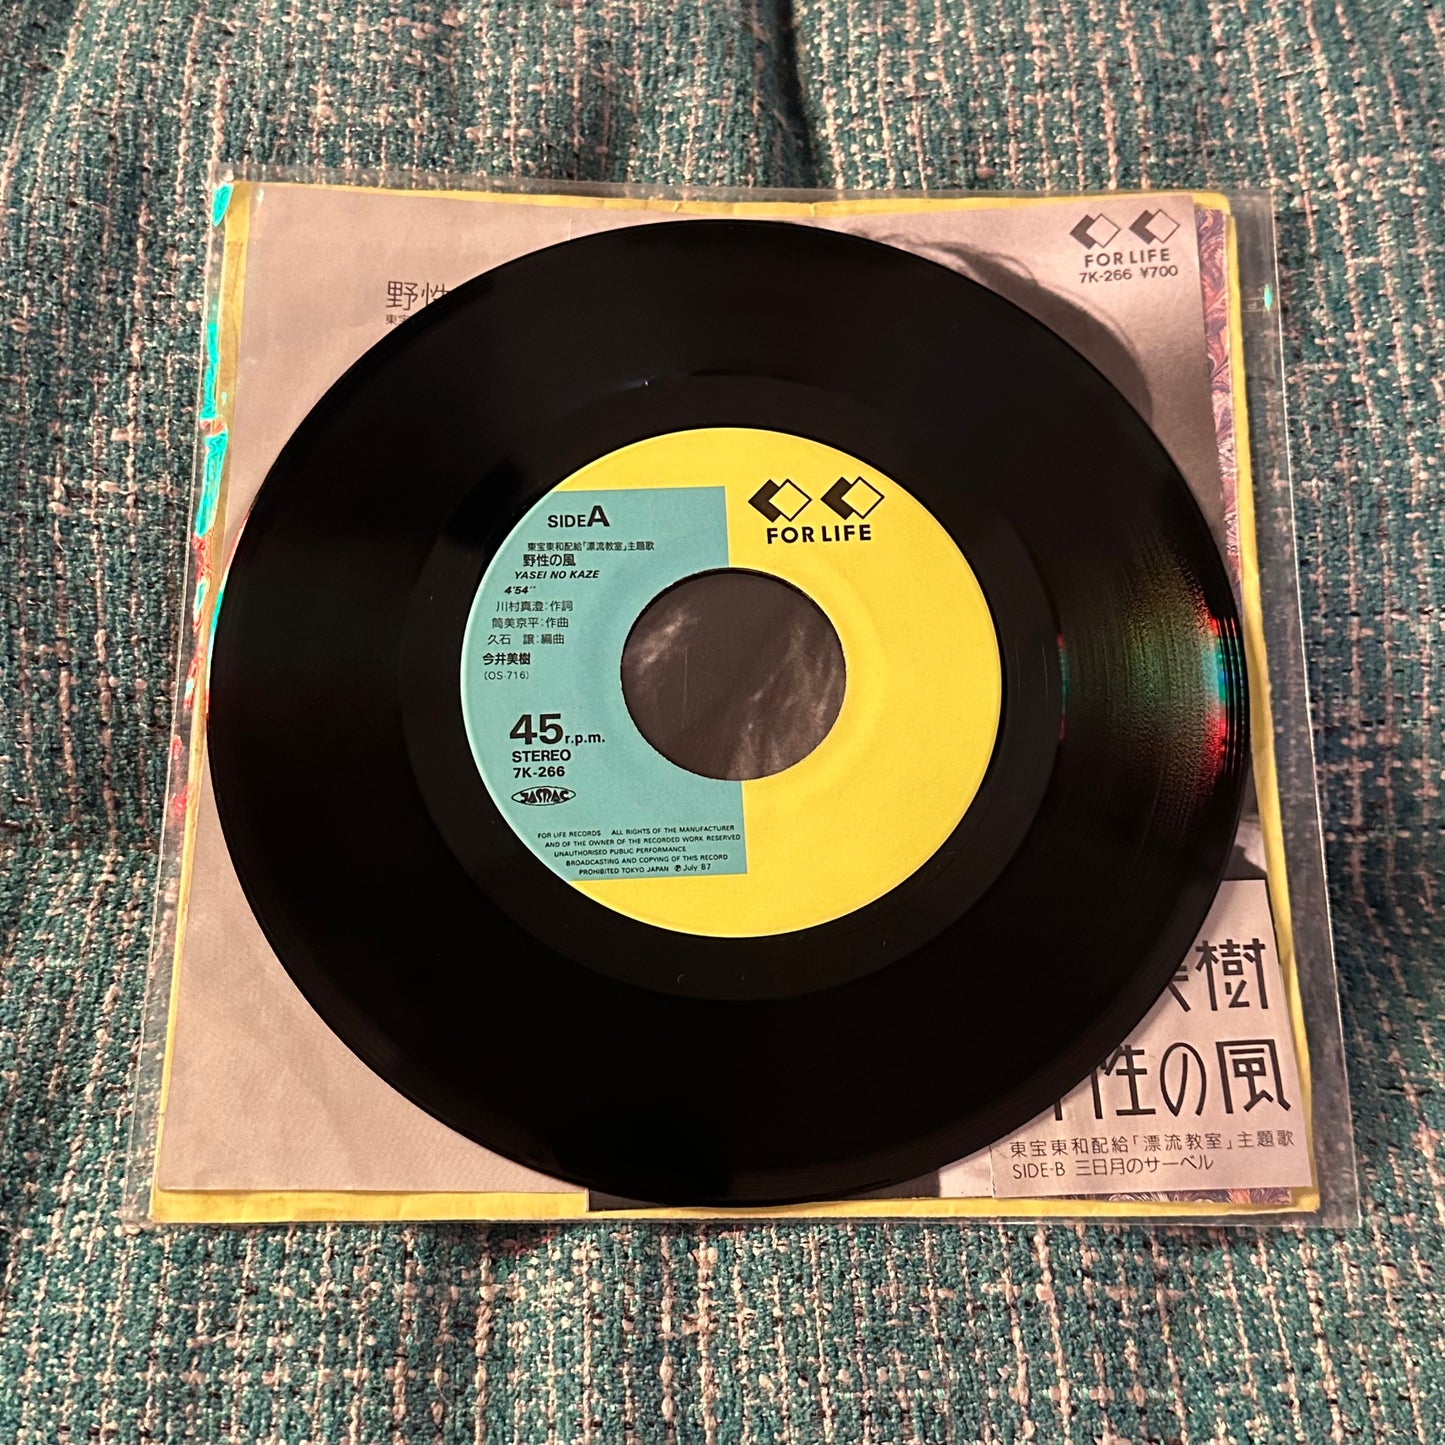 野性
東宝
FOR LIFE
7K-266 ¥700
SIDE A
東宝東和配給「漂流教室」主題歌
野性の風
YASEI NO KAZE
4'54''
川村真澄:作詞
筒美京平:作曲
久石 譲:編曲
今井美樹
(OS-716)
45r.p.m.
STEREO
7K-266
JASRAC
FOR LIFE
FOR LIFE RECORDS ALL RIGHTS OF THE MANUFACTURER
AND OF THE OWNER OF THE RECORDED WORK RESERVED
UNAUTHORISED PUBLIC PERFORMANCE
BROADCASTING AND COPYING OF THIS RECORD
PROHIBITED TOKYO JAPAN ℗July 87
樹
性の風
東宝東和配給「漂流教室」主題歌
SIDE-B 三日月のサーベル